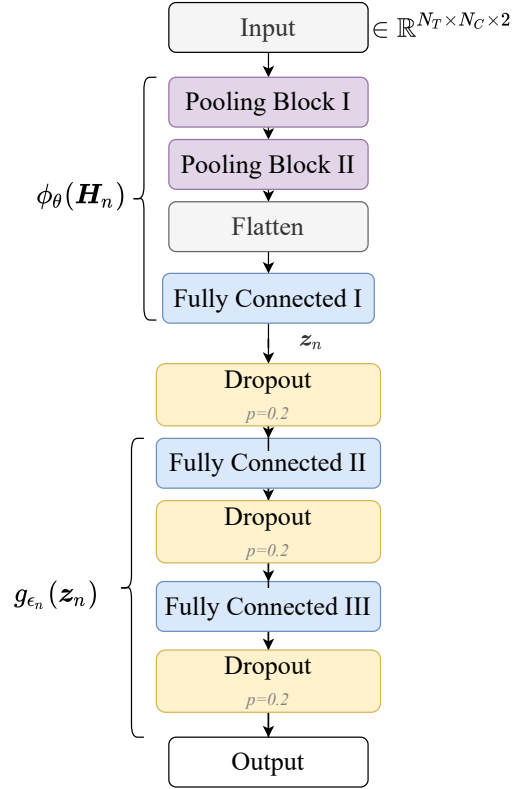 Input ∈ ℝ^{N_T×N_C×2}
Pooling Block I
Pooling Block II
ϕ_θ(𝑯_n)
Flatten
Fully Connected I
𝒛_n
Dropout
p=0.2
Fully Connected II
Dropout
p=0.2
g_{ϵ_n}(𝒛_n)
Fully Connected III
Dropout
p=0.2
Output